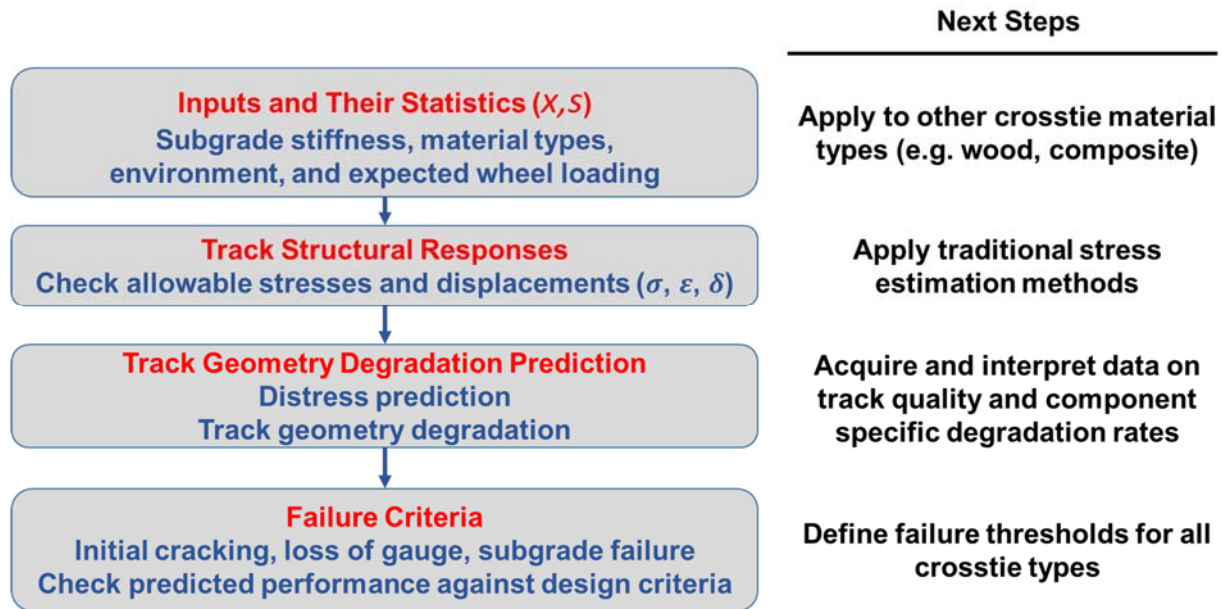 Next Steps
Inputs and Their Statistics (X,S)
Subgrade stiffness, material types,
environment, and expected wheel loading
Apply to other crosstie material
types (e.g. wood, composite)
Track Structural Responses
Check allowable stresses and displacements (σ, ε, δ)
Apply traditional stress
estimation methods
Track Geometry Degradation Prediction
Distress prediction
Track geometry degradation
Acquire and interpret data on
track quality and component
specific degradation rates
Failure Criteria
Initial cracking, loss of gauge, subgrade failure
Check predicted performance against design criteria
Define failure thresholds for all
crosstie types